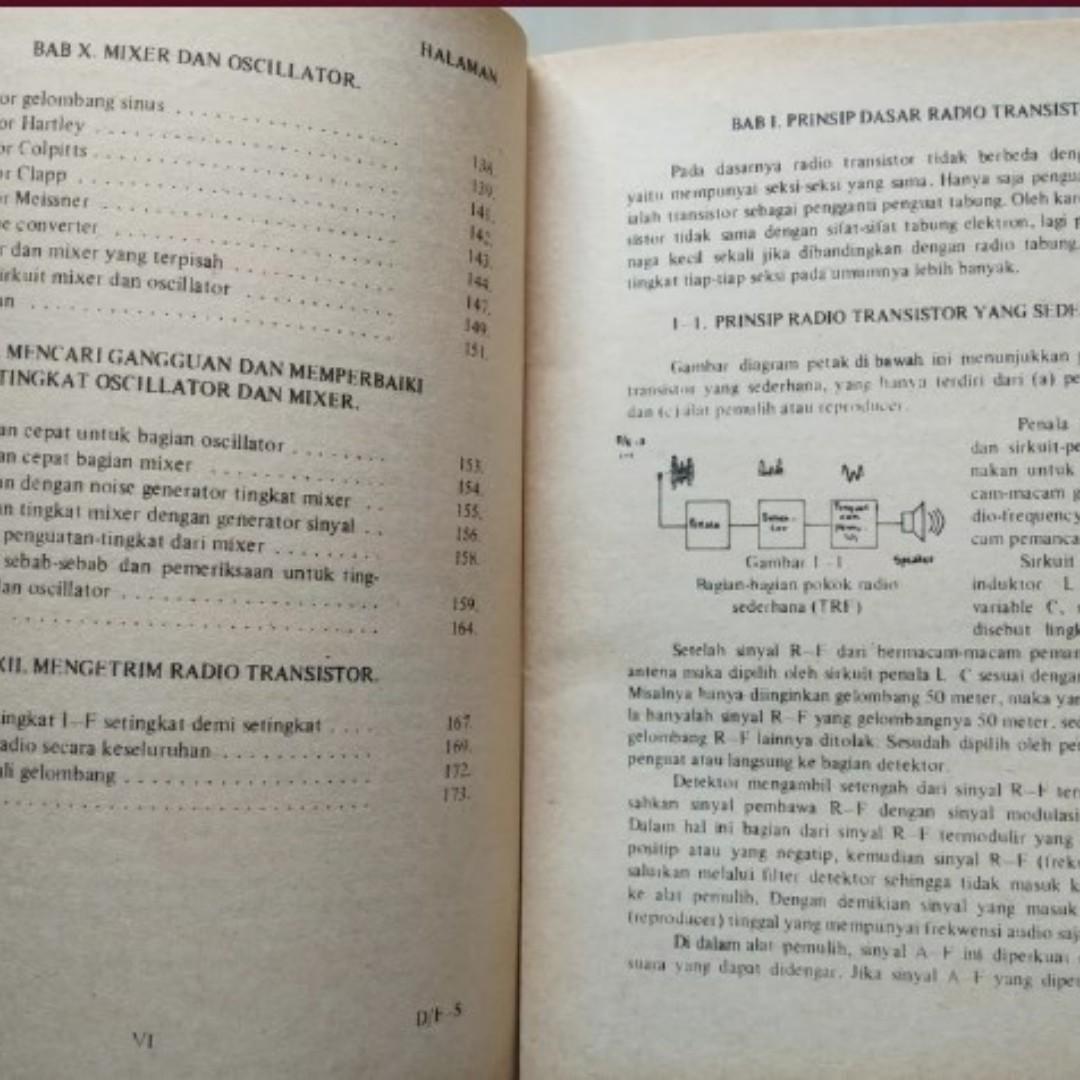 BAB X. MIXER DAN OSCILLATOR.
HALAMAN
or gelombang sinus
or Hartley
or Colpitts 138
or Clapp 139.
or Meissner 141.
e converter 142.
r dan mixer yang terpisah 143.
irkuit mixer dan oscillator 144.
an 147.
149.
151.
MENCARI GANGGUAN DAN MEMPERBAIKI
TINGKAT OSCILLATOR DAN MIXER.
an cepat untuk bagian oscillator
an cepat bagian mixer 153.
an dengan noise generator tingkat mixer 154.
an tingkat mixer dengan generator sinyal 155.
penguatan-tingkat dari mixer 156.
sebab-sebab dan pemeriksaan untuk ting- 158.
lan oscillator 159.
164.
XII. MENGETRIM RADIO TRANSISTOR.
ingkat I-F setingkat demi setingkat 167.
adio secara keseluruhan 169.
ali gelombang 172.
173.
D/F-5
VI
BAB I. PRINSIP DASAR RADIO TRANSIST
Pada dasarnya radio transistor tidak berbeda deng
yaitu mempunyai seksi-seksi yang sama. Hanya saja pengua
ialah transistor sebagai pengganti penguat tabung. Oleh kar
sistor tidak sama dengan sifat-sifat tabung elektron, lagi p
naga kecil sekali jika dibandingkan dengan radio tabung,
tingkat tiap-tiap seksi pada umumnya lebih banyak.
I-1. PRINSIP RADIO TRANSISTOR YANG SEDE
Gambar diagram petak di bawah ini menunjukkan
transistor yang sederhana, yang hanya terdiri dari (a) pe
dan (c) alat pemulih atau reproducer.
Penala
dan sirkuit-pe
nakan untuk
cam-macam g
dio-frequency
cum pemanca
Sirkuit
induktor L
variable C,
disebut lingk
Penala
Speaker
Gambar I-1
Bagian-bagian pokok radio
sederhana (TRF)
Setelah sinyal R-F dari bermacam-macam peman
antena maka dipilih oleh sirkuit penala L C sesuai dengan
Misalnya hanya diinginkan gelombang 50 meter, maka yan
la hanyalah sinyal R-F yang gelombangnya 50 meter, sed
gelombang R-F lainnya ditolak. Sesudah dipilih oleh pe
penguat atau langsung ke bagian detektor.
Detektor mengambil setengah dari sinyal R-F ter
sahkan sinyal pembawa R-F dengan sinyal modulasi
Dalam hal ini bagian dari sinyal R-F termodulir yang
positip atau yang negatip, kemudian sinyal R-F (frek
salurkan melalui filter detektor sehingga tidak masuk k
ke alat pemulih. Dengan demikian sinyal yang masuk
(reproducer) tinggal yang mempunyai frekwensi audio saj
Di dalam alat pemulih, sinyal A-F ini diperkuat
suara yang dapat didengar. Jika sinyal A-F yang dipe